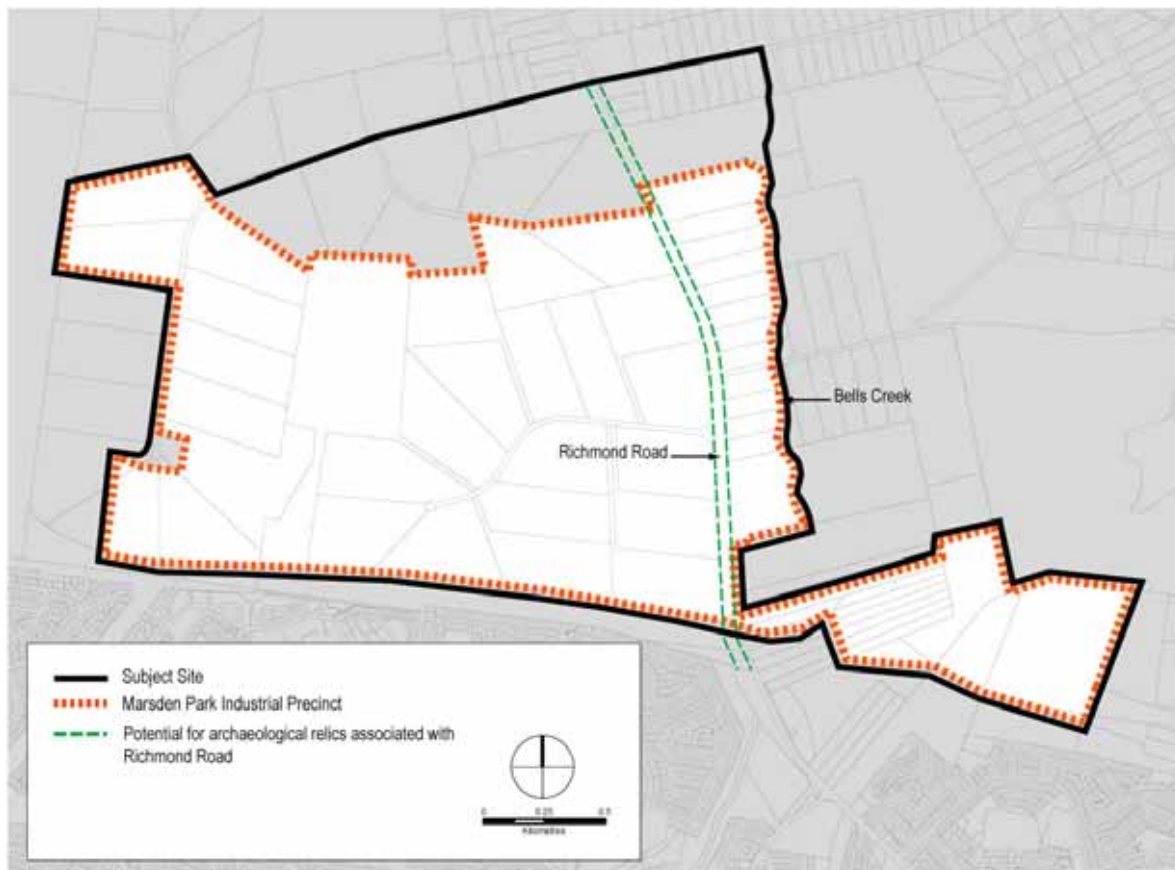 Bells Creek
Richmond Road
Subject Site
Marsden Park Industrial Precinct
Potential for archaeological relics associated with
Richmond Road
0 0.25 0.5
Kilometres